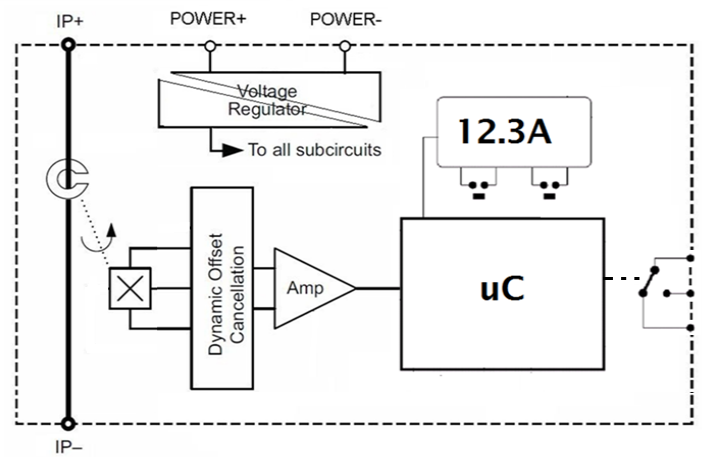 IP+
POWER+
POWER-
Voltage
Regulator
To all subcircuits
12.3A
Dynamic Offset
Cancellation
Amp
uC
IP–